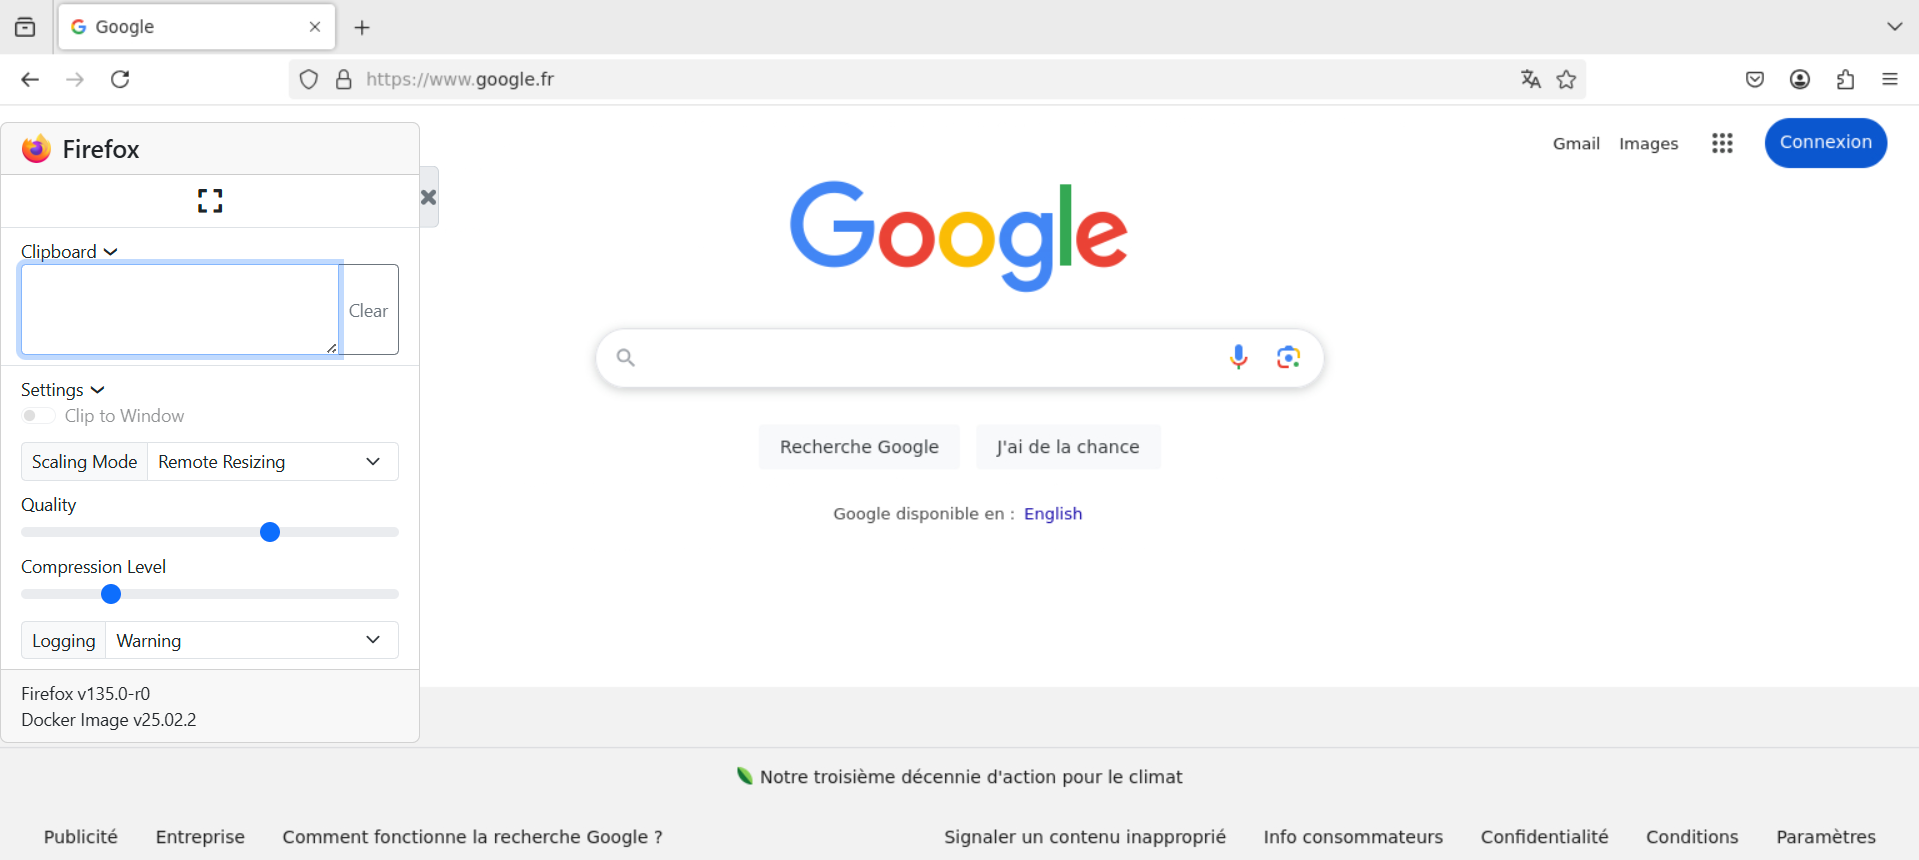 Google
https://www.google.fr
Firefox
Gmail Images Connexion
Google
Clipboard
Clear
Settings
Clip to Window
Scaling Mode Remote Resizing
Quality
Compression Level
Logging Warning
Firefox v135.0-r0
Docker Image v25.02.2
Recherche Google J'ai de la chance
Google disponible en : English
Notre troisième décennie d'action pour le climat
Publicité Entreprise Comment fonctionne la recherche Google ? Signaler un contenu inapproprié Info consommateurs Confidentialité Conditions Paramètres